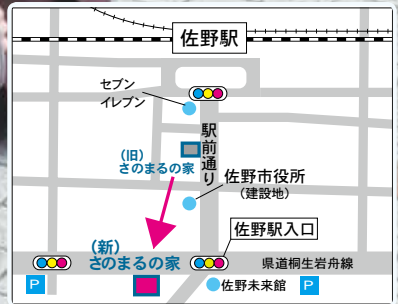 佐野駅
セブン
イレブン
駅前通り
(旧)
さのまるの家
佐野市役所
(建設地)
佐野駅入口
(新)
さのまるの家
県道桐生岩舟線
P
佐野未来館
P